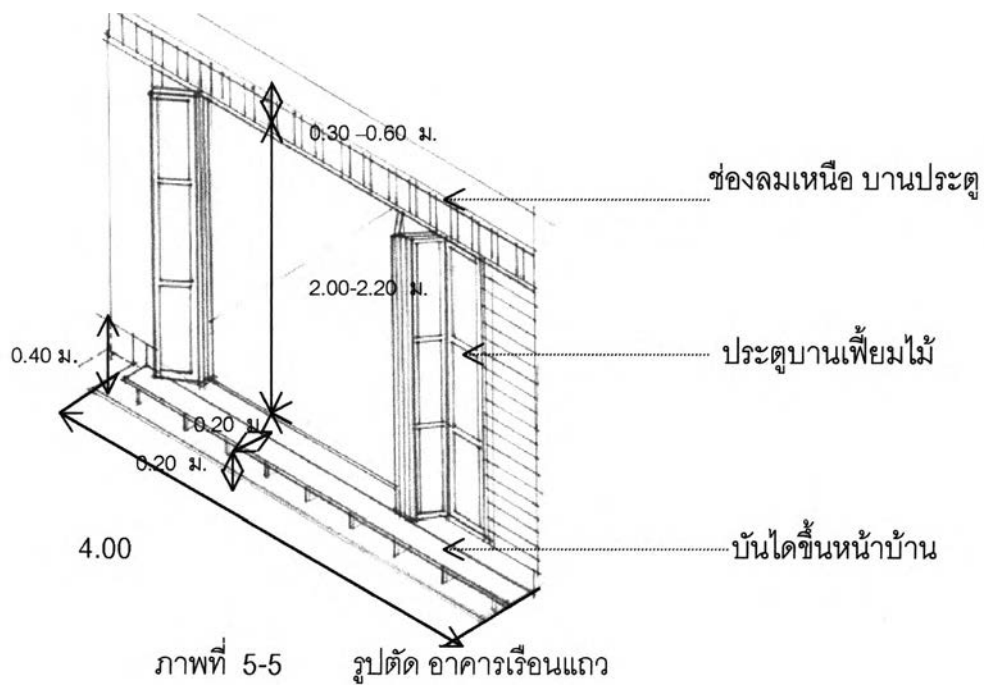 0.30 –0.60 ม.
ช่องลมเหนือ บานประตู
2.00-2.20 ม.
0.40 ม.
ประตูบานเฟี้ยมไม้
0.20 ม.
0.20 ม.
4.00
บันไดขึ้นหน้าบ้าน
ภาพที่ 5-5 รูปตัด อาคารเรือนแถว